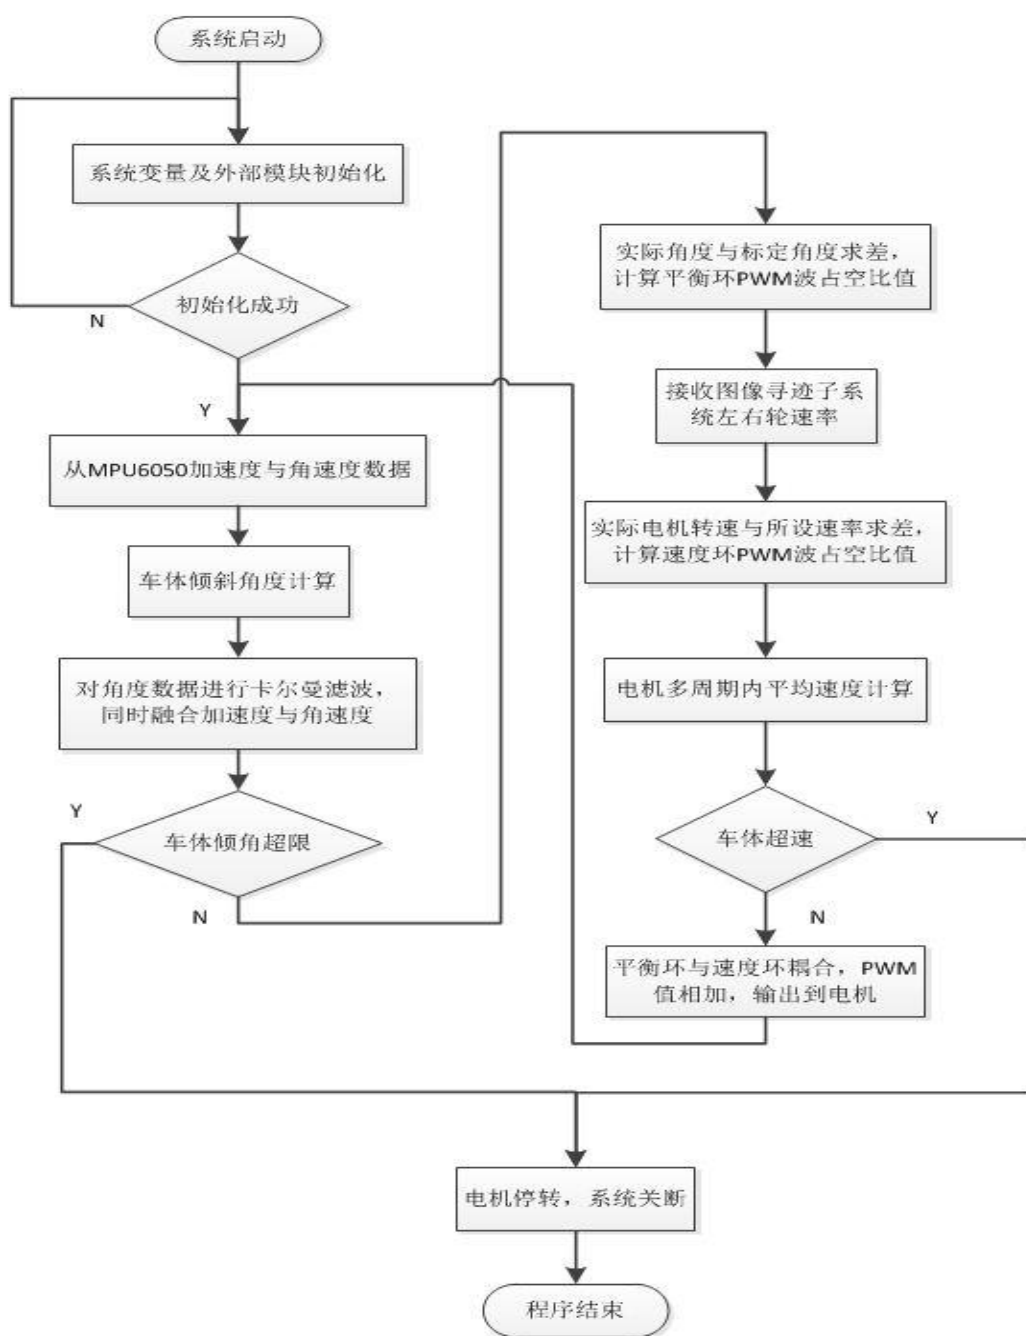 系统启动
系统变量及外部模块初始化
初始化成功
N
Y
从MPU6050加速度与角速度数据
车体倾斜角度计算
对角度数据进行卡尔曼滤波,
同时融合加速度与角速度
Y
车体倾角超限
N
实际角度与标定角度求差,
计算平衡环PWM波占空比值
接收图像寻迹子系
统左右轮速率
实际电机转速与所设速率求差,
计算速度环PWM波占空比值
电机多周期内平均速度计算
车体超速
Y
N
平衡环与速度环耦合，PWM
值相加，输出到电机
电机停转，系统关断
程序结束